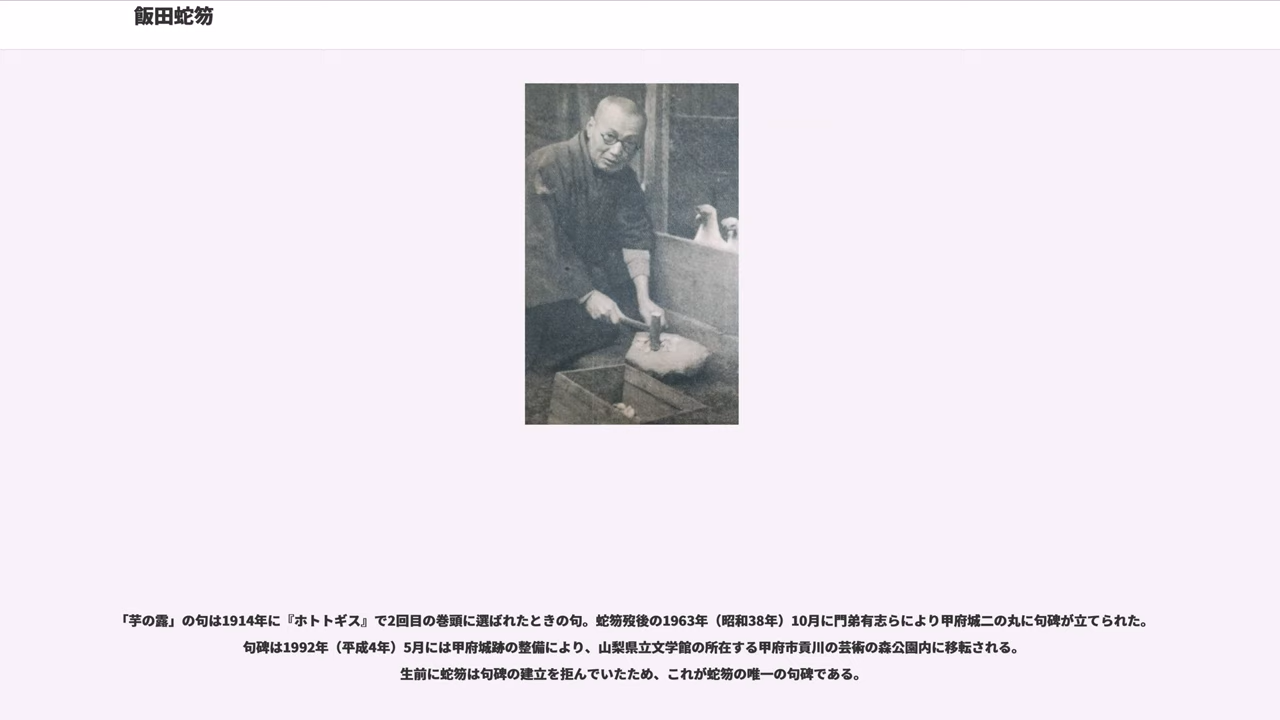 飯田蛇笏
「芋の露」の句は1914年に『ホトトギス』で2回目の巻頭に選ばれたときの句。蛇笏歿後の1963年（昭和38年）10月に門弟有志らにより甲府城二の丸に句碑が立てられた。
句碑は1992年（平成4年）5月には甲府城跡の整備により、山梨県立文学館の所在する甲府市貢川の芸術の森公園内に移転される。
生前に蛇笏は句碑の建立を拒んでいたため、これが蛇笏の唯一の句碑である。